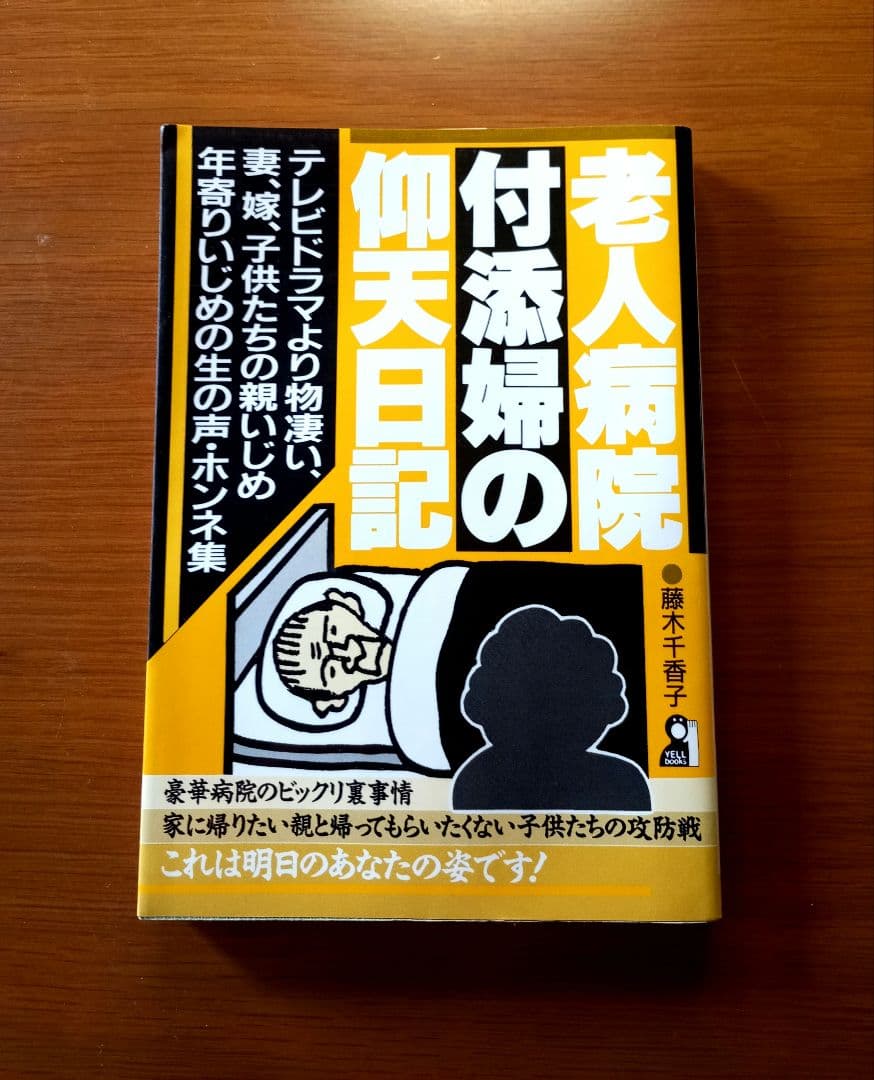 老人病院
付添婦の
仰天日記
テレビドラマより物凄い、
妻、嫁、子供たちの親いじめ
年寄りいじめの生の声・ホンネ集
●藤木千香子
YELL
books
豪華病院のビックリ裏事情
家に帰りたい親と帰ってもらいたくない子供たちの攻防戦
これは明日のあなたの姿です!